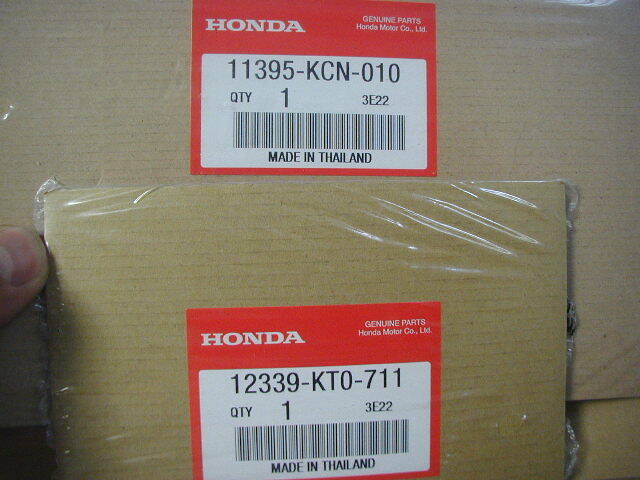 HONDA
GENUINE PARTS
Honda Motor Co., Ltd.
11395-KCN-010
QTY 1 3E22
MADE IN THAILAND
HONDA
GENUINE PARTS
Honda Motor Co., Ltd.
12339-KT0-711
QTY 1 3E22
MADE IN THAILAND